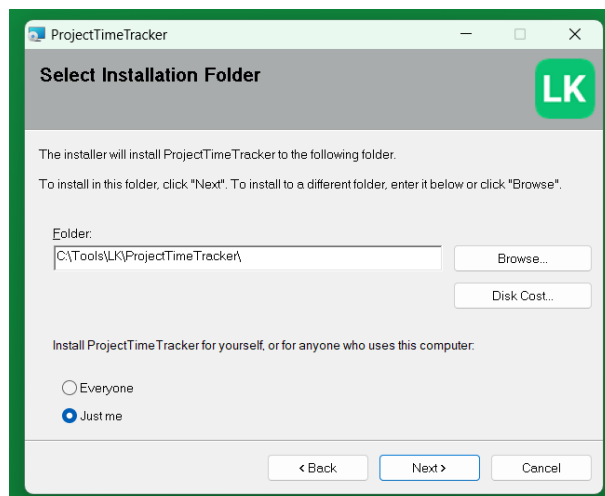 ProjectTimeTracker
Select Installation Folder
LK
The installer will install ProjectTimeTracker to the following folder.
To install in this folder, click "Next". To install to a different folder, enter it below or click "Browse".
Folder:
C:\Tools\LK\ProjectTimeTracker\
Browse...
Disk Cost...
Install ProjectTimeTracker for yourself, or for anyone who uses this computer:
Everyone
Just me
< Back
Next >
Cancel